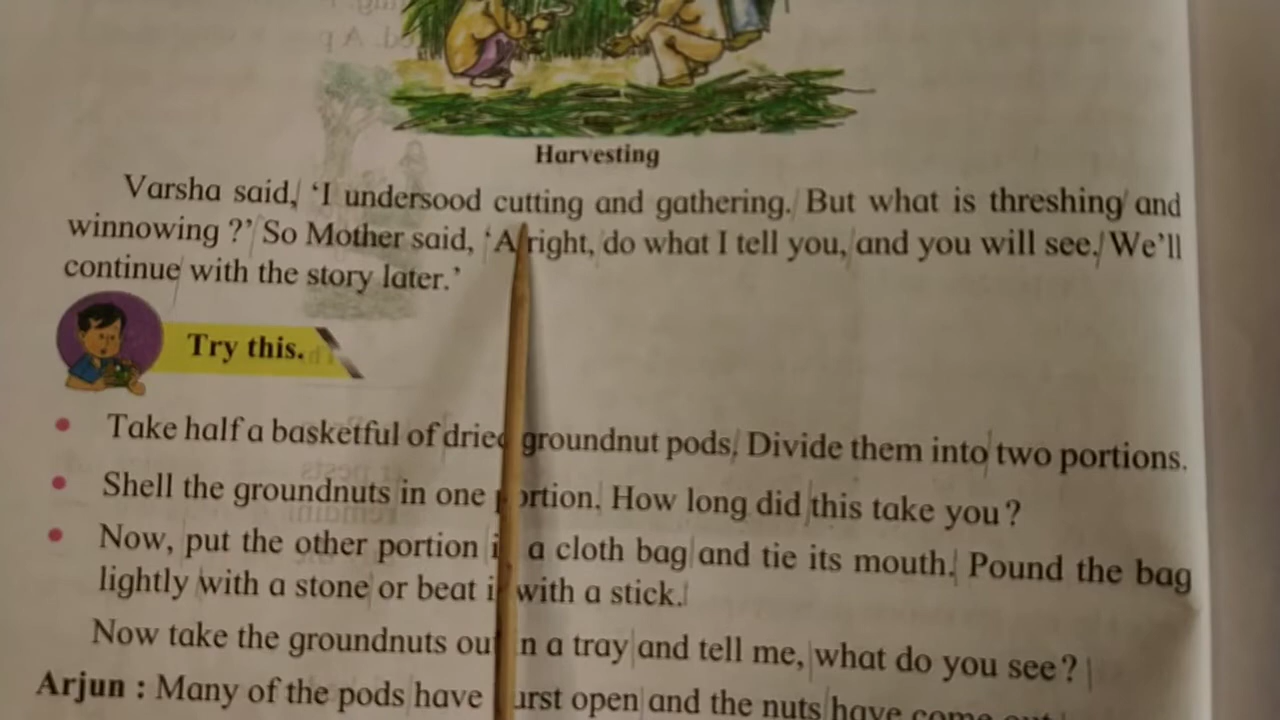 Harvesting
Varsha said, ‘I undersood cutting and gathering. But what is threshing and
winnowing ?’ So Mother said, ‘Alright, do what I tell you, and you will see. We’ll
continue with the story later.’
Try this.
• Take half a basketful of dried groundnut pods. Divide them into two portions.
• Shell the groundnuts in one portion. How long did this take you ?
• Now, put the other portion in a cloth bag and tie its mouth. Pound the bag
lightly with a stone or beat it with a stick.
Now take the groundnuts out in a tray and tell me, what do you see ?
Arjun : Many of the pods have burst open and the nuts have come out